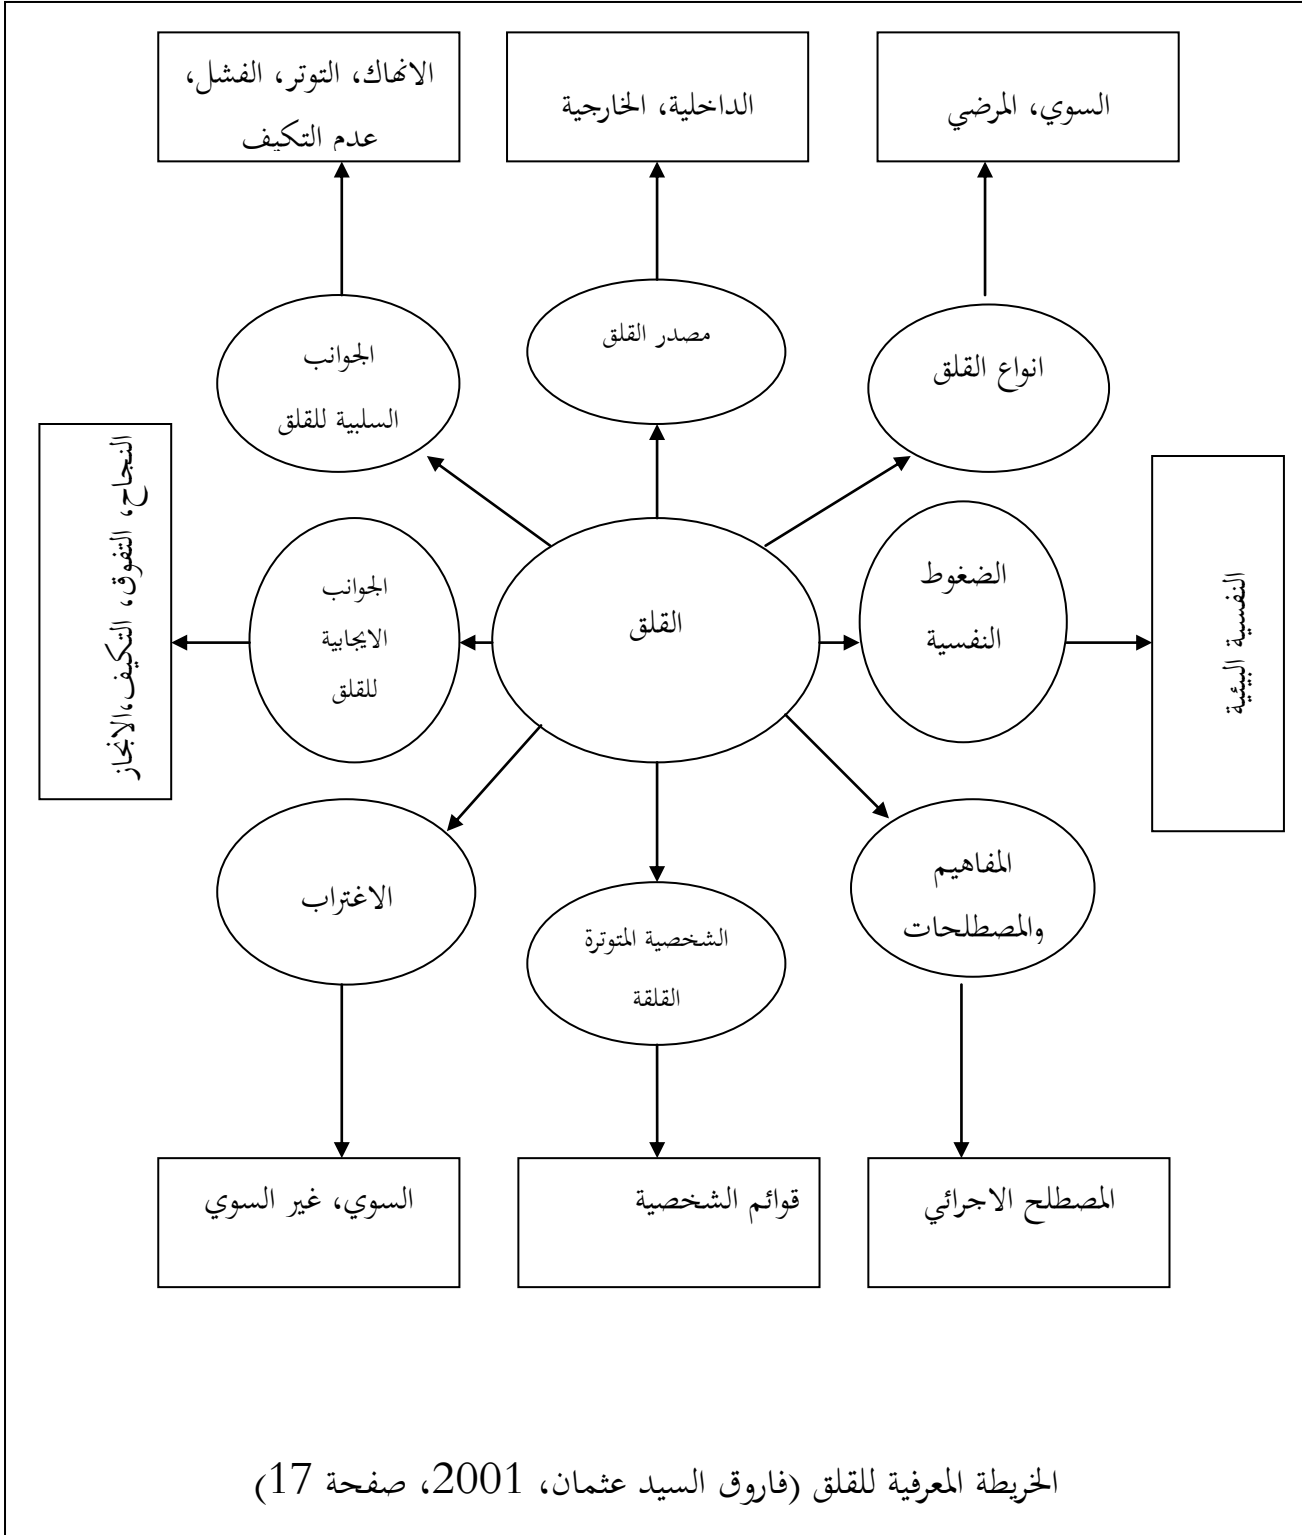 السوي، المرضي
الداخلية، الخارجية
الانهاك، التوتر، الفشل،
عدم التكيف
انواع القلق
مصدر القلق
الجوانب
السلبية للقلق
النفسية البيئية
الضغوط
النفسية
القلق
الجوانب
الايجابية
للقلق
النجاح، التفوق، التكيف،الانجاز
المفاهيم
والمصطلحات
الشخصية المتوترة
القلقة
الاغتراب
المصطلح الاجرائي
قوائم الشخصية
السوي، غير السوي
الخريطة المعرفية للقلق (فاروق السيد عثمان، 2001، صفحة 17)